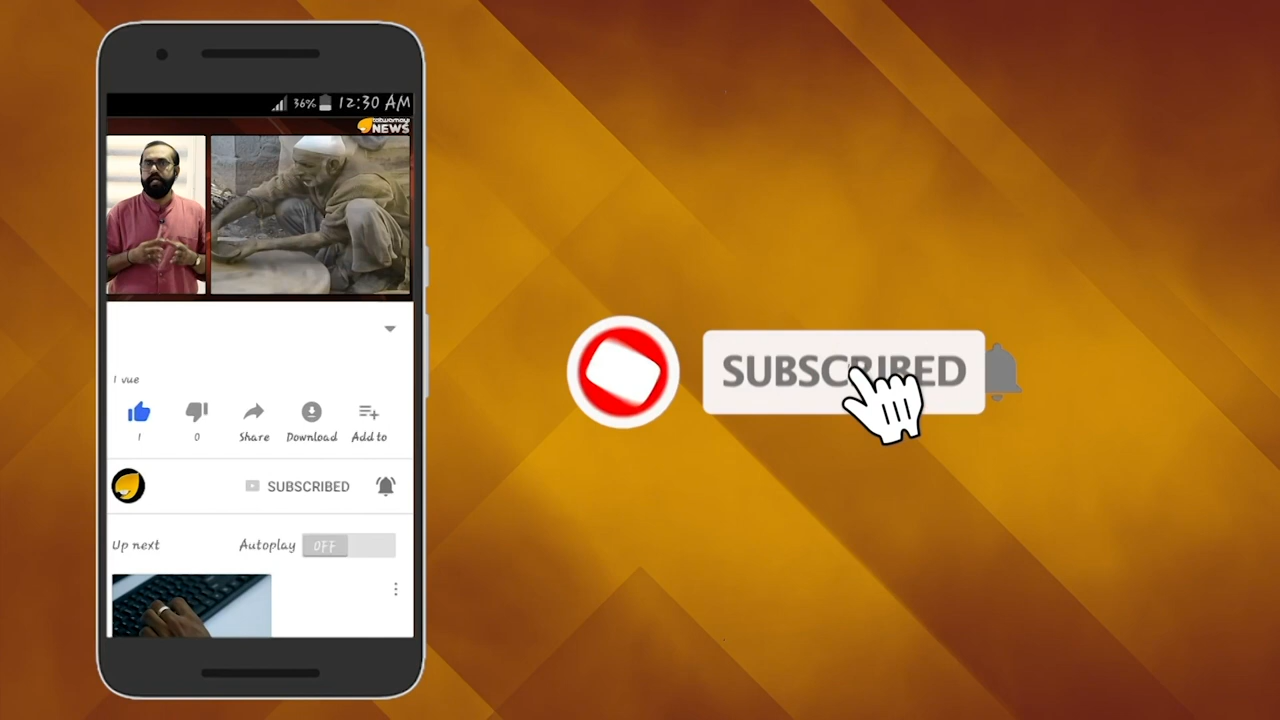 36% 12:30 AM
tatwamayi
NEWS
1 vue
1
0
Share
Download
Add to
SUBSCRIBED
Up next
Autoplay
OFF
SUBSCRIBED